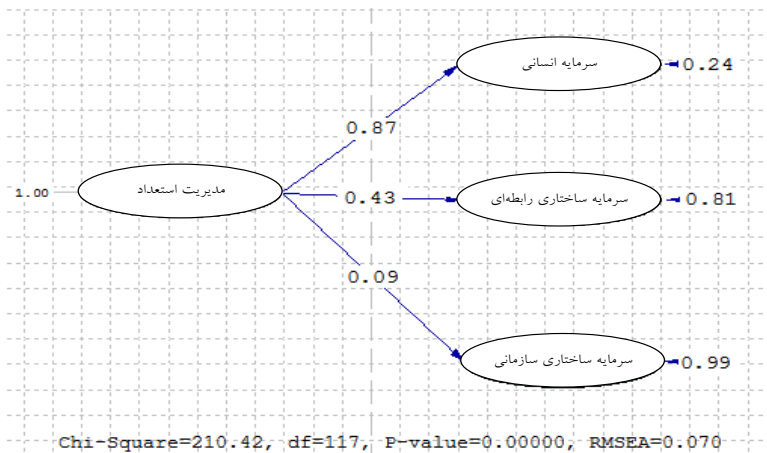 سرمایه انسانی
0.24
0.87
1.00
مدیریت استعداد
0.43
سرمایه ساختاری رابطه‌ای
0.81
0.09
سرمایه ساختاری سازمانی
0.99
Chi-Square=210.42, df=117, P-value=0.00000, RMSEA=0.070